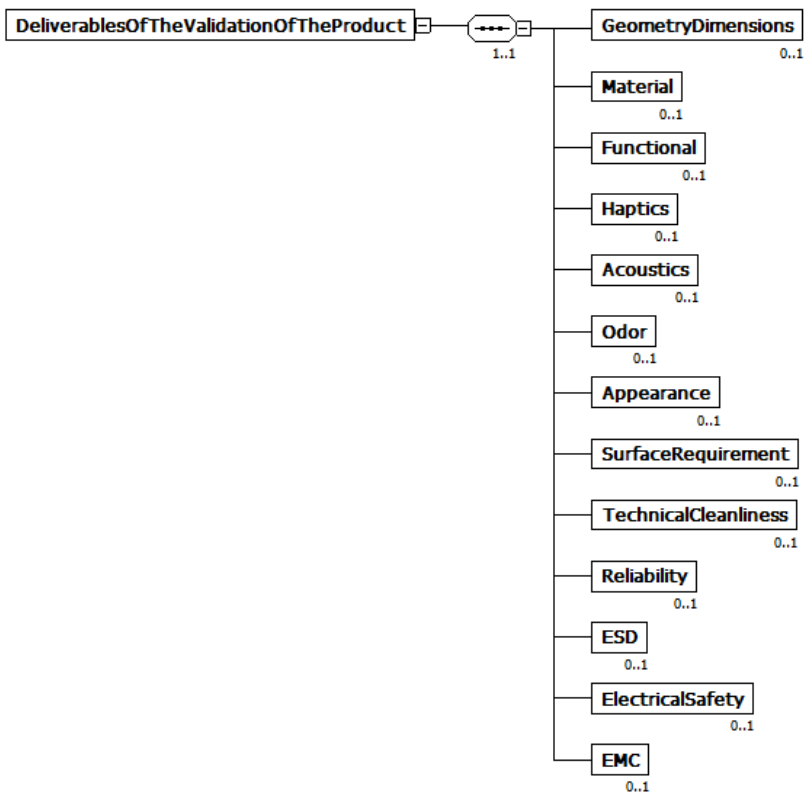 DeliverablesOfTheValidationOfTheProduct
1..1
GeometryDimensions
0..1
Material
0..1
Functional
0..1
Haptics
0..1
Acoustics
0..1
Odor
0..1
Appearance
0..1
SurfaceRequirement
0..1
TechnicalCleanliness
0..1
Reliability
0..1
ESD
0..1
ElectricalSafety
0..1
EMC
0..1